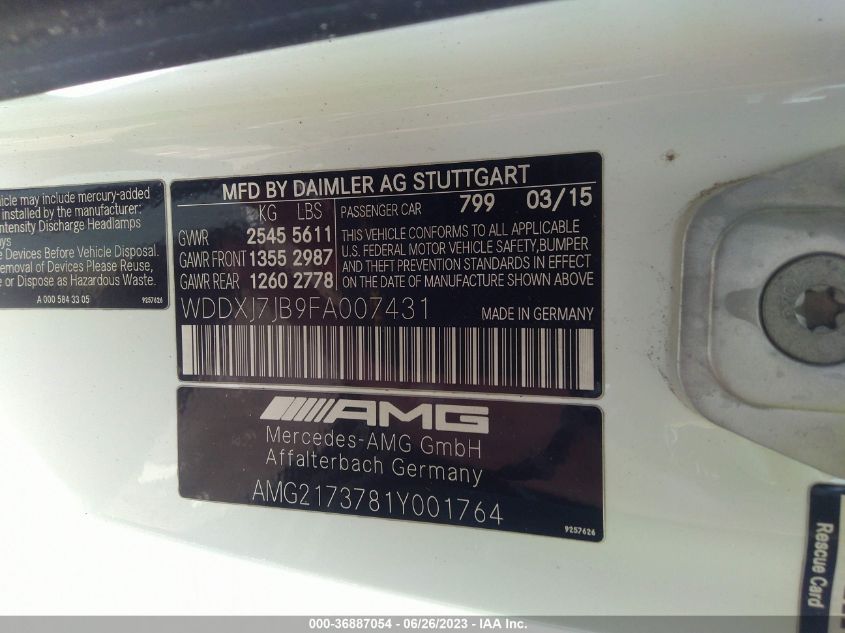 hicle may include mercury-added
installed by the manufacturer:
ntensity Discharge Headlamps
ays
e Devices Before Vehicle Disposal.
Removal of Devices Please Reuse,
e or Dispose as Hazardous Waste.
A 000 584 33 05
9257626
MFD BY DAIMLER AG STUTTGART
KG LBS
GVWR 2545 5611
GAWR FRONT 1355 2987
GAWR REAR 1260 2778
PASSENGER CAR 799 03/15
THIS VEHICLE CONFORMS TO ALL APPLICABLE
U.S. FEDERAL MOTOR VEHICLE SAFETY,BUMPER
AND THEFT PREVENTION STANDARDS IN EFFECT
ON THE DATE OF MANUFACTURE SHOWN ABOVE.
WDDXJ7JB9FA007431
MADE IN GERMANY
AMG
Mercedes-AMG GmbH
Affalterbach Germany
AMG2173781Y001764
9257626
Rescue Card
000-36887054 - 06/26/2023 - IAA Inc.